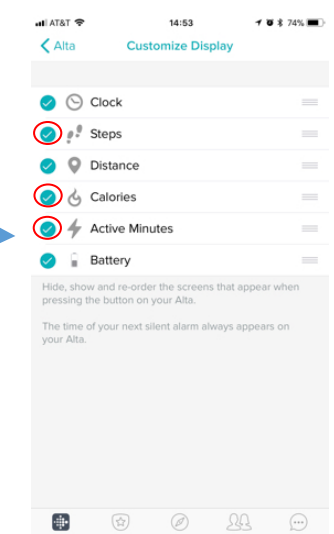 AT&T 14:53 74%
Alta Customize Display
Clock
Steps
Distance
Calories
Active Minutes
Battery
Hide, show and re-order the screens that appear when
pressing the button on your Alta.
The time of your next silent alarm always appears on
your Alta.